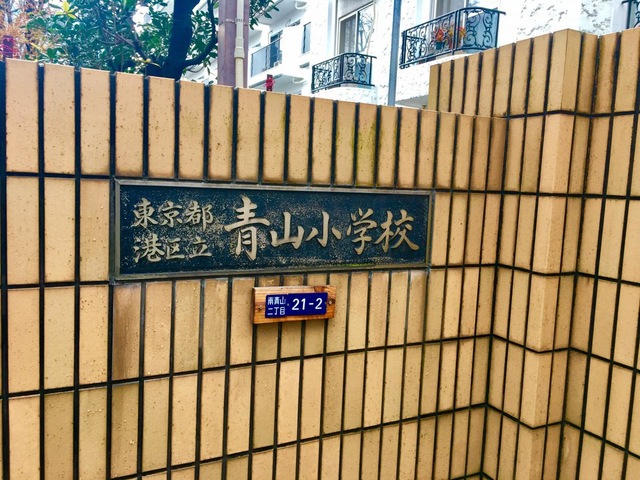 東京都
港区立
青山小学校
南青山
二丁目
21-2